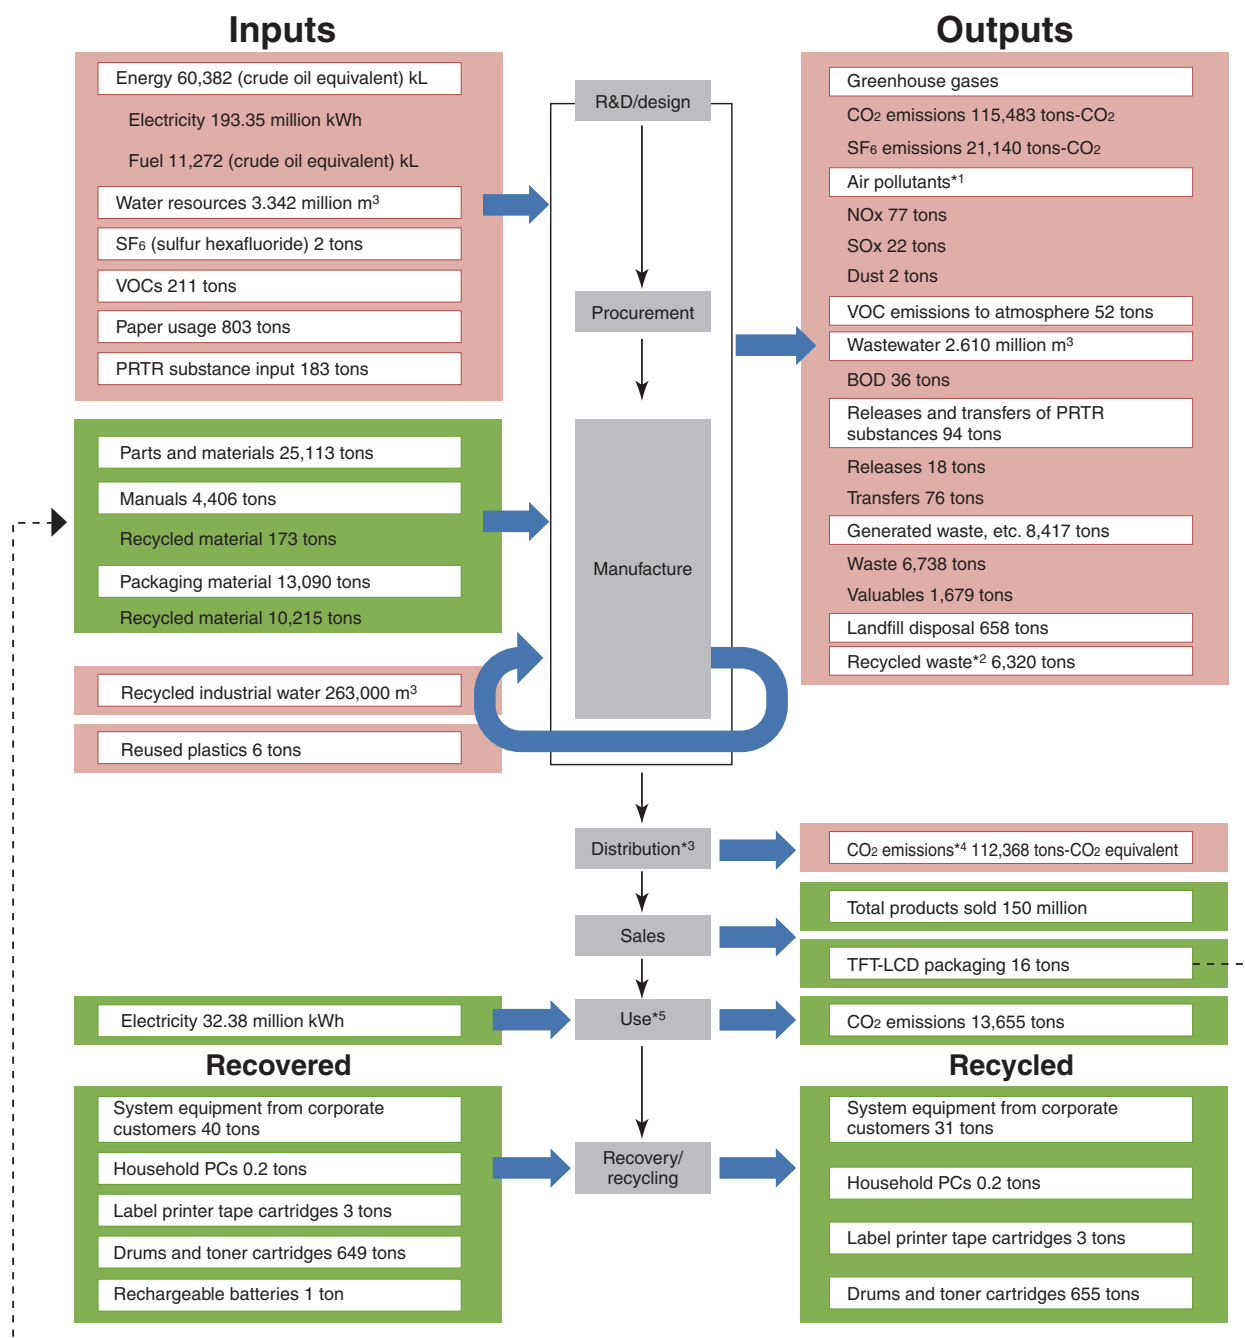 Inputs
Energy 60,382 (crude oil equivalent) kL
Electricity 193.35 million kWh
Fuel 11,272 (crude oil equivalent) kL
Water resources 3.342 million m³
SF₆ (sulfur hexafluoride) 2 tons
VOCs 211 tons
Paper usage 803 tons
PRTR substance input 183 tons
Parts and materials 25,113 tons
Manuals 4,406 tons
Recycled material 173 tons
Packaging material 13,090 tons
Recycled material 10,215 tons
Recycled industrial water 263,000 m³
Reused plastics 6 tons
Electricity 32.38 million kWh
Recovered
System equipment from corporate
customers 40 tons
Household PCs 0.2 tons
Label printer tape cartridges 3 tons
Drums and toner cartridges 649 tons
Rechargeable batteries 1 ton
R&D/design
Procurement
Manufacture
Distribution*3
Sales
Use*5
Recovery/
recycling
Outputs
Greenhouse gases
CO₂ emissions 115,483 tons-CO₂
SF₆ emissions 21,140 tons-CO₂
Air pollutants*1
NOx 77 tons
SOx 22 tons
Dust 2 tons
VOC emissions to atmosphere 52 tons
Wastewater 2.610 million m³
BOD 36 tons
Releases and transfers of PRTR
substances 94 tons
Releases 18 tons
Transfers 76 tons
Generated waste, etc. 8,417 tons
Waste 6,738 tons
Valuables 1,679 tons
Landfill disposal 658 tons
Recycled waste*2 6,320 tons
CO₂ emissions*4 112,368 tons-CO₂ equivalent
Total products sold 150 million
TFT-LCD packaging 16 tons
CO₂ emissions 13,655 tons
Recycled
System equipment from corporate
customers 31 tons
Household PCs 0.2 tons
Label printer tape cartridges 3 tons
Drums and toner cartridges 655 tons